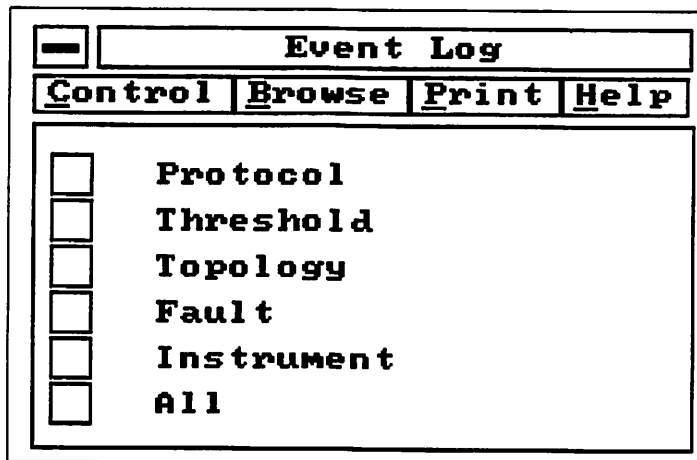 Event Log
Control Browse Print Help
Protocol
Threshold
Topology
Fault
Instrument
All